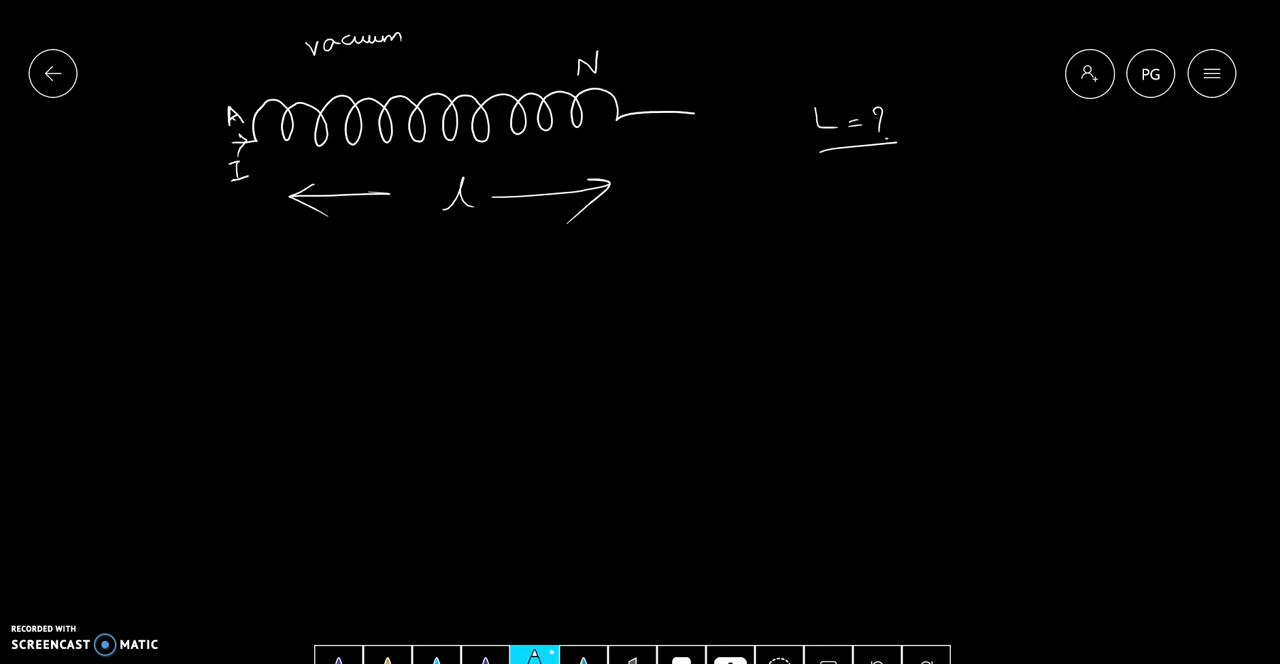 vacuum
N
A
I
l
L = ?
PG
RECORDED WITH
SCREENCAST MATIC